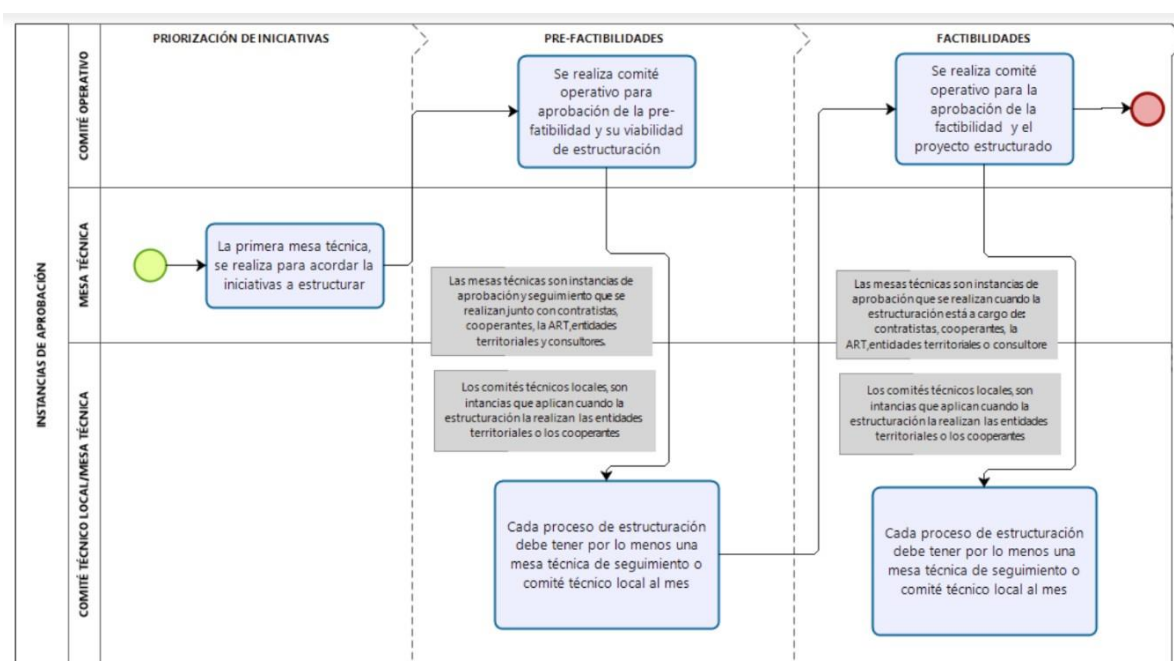 PRIORIZACIÓN DE INICIATIVAS
PRE-FACTIBILIDADES
FACTIBILIDADES
INSTANCIAS DE APROBACIÓN
COMITÉ OPERATIVO
Se realiza comité
operativo para
aprobación de la pre-
fatibilidad y su viabilidad
de estructuración
Se realiza comité
operativo para la
aprobación de la
factibilidad y el
proyecto estructurado
MESA TÉCNICA
La primera mesa técnica,
se realiza para acordar la
iniciativas a estructurar
Las mesas técnicas son instancias de
aprobación y seguimiento que se
realizan junto con contratistas,
cooperantes, la ART,entidades
territoriales y consultores.
Las mesas técnicas son instancias de
aprobación que se realizan cuando la
estructuración está a cargo de:
contratistas, cooperantes, la
ART,entidades territoriales o consultore
COMITÉ TÉCNICO LOCAL/MESA TÉCNICA
Los comités técnicos locales, son
intancias que aplican cuando la
estructuración la realizan las entidades
territoriales o los cooperantes
Los comités técnicos locales, son
intancias que aplican cuando la
estructuración la realizan las entidades
territoriales o los cooperantes
Cada proceso de estructuración
debe tener por lo menos una
mesa técnica de seguimiento o
comité técnico local al mes
Cada proceso de estructuración
debe tener por lo menos una
mesa técnica de seguimiento o
comité técnico local al mes